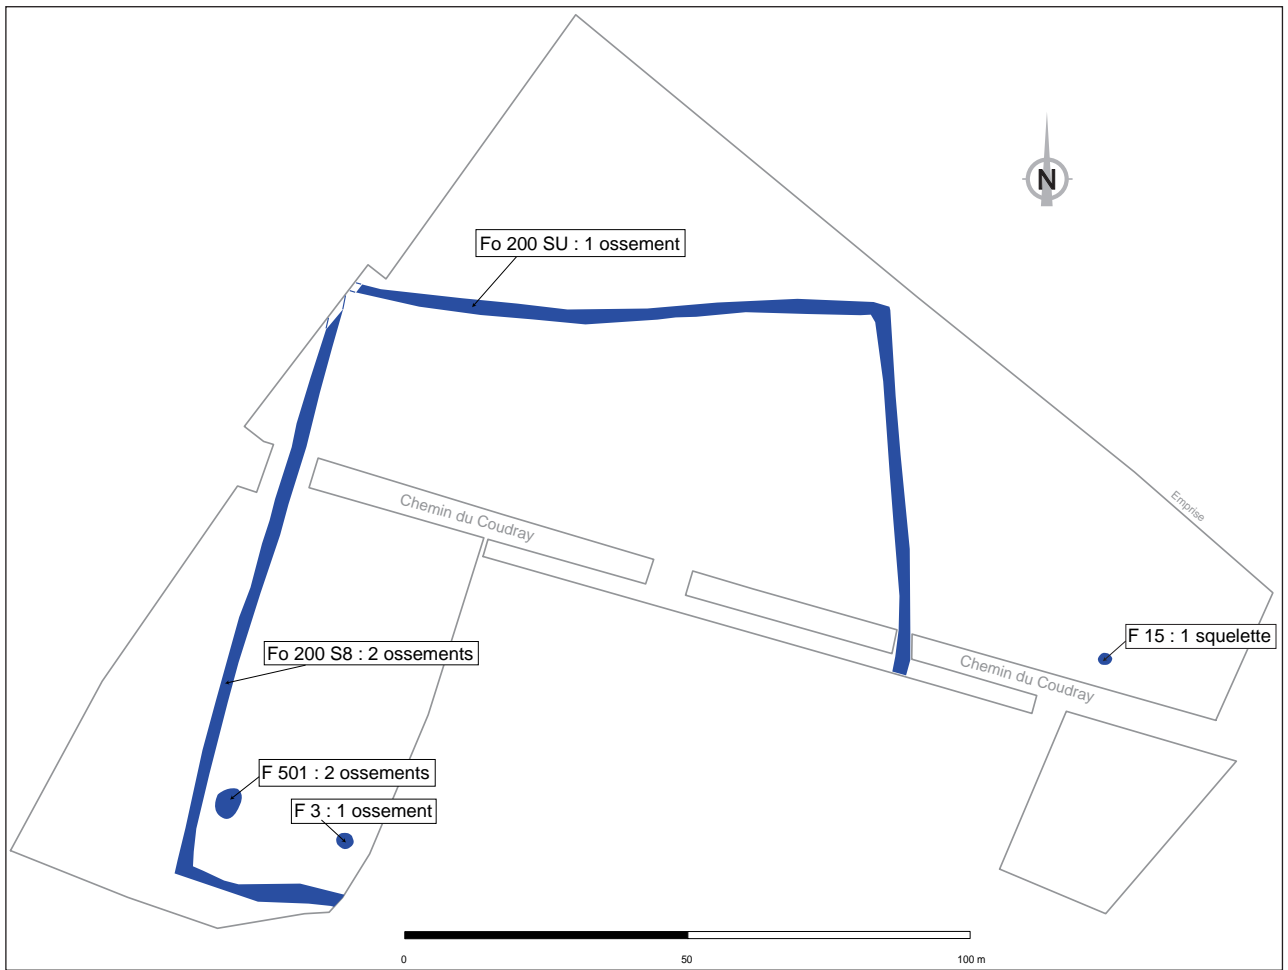 N
Fo 200 SU : 1 ossement
Chemin du Coudray
Emprise
F 15 : 1 squelette
Fo 200 S8 : 2 ossements
Chemin du Coudray
F 501 : 2 ossements
F 3 : 1 ossement
0
50
100 m